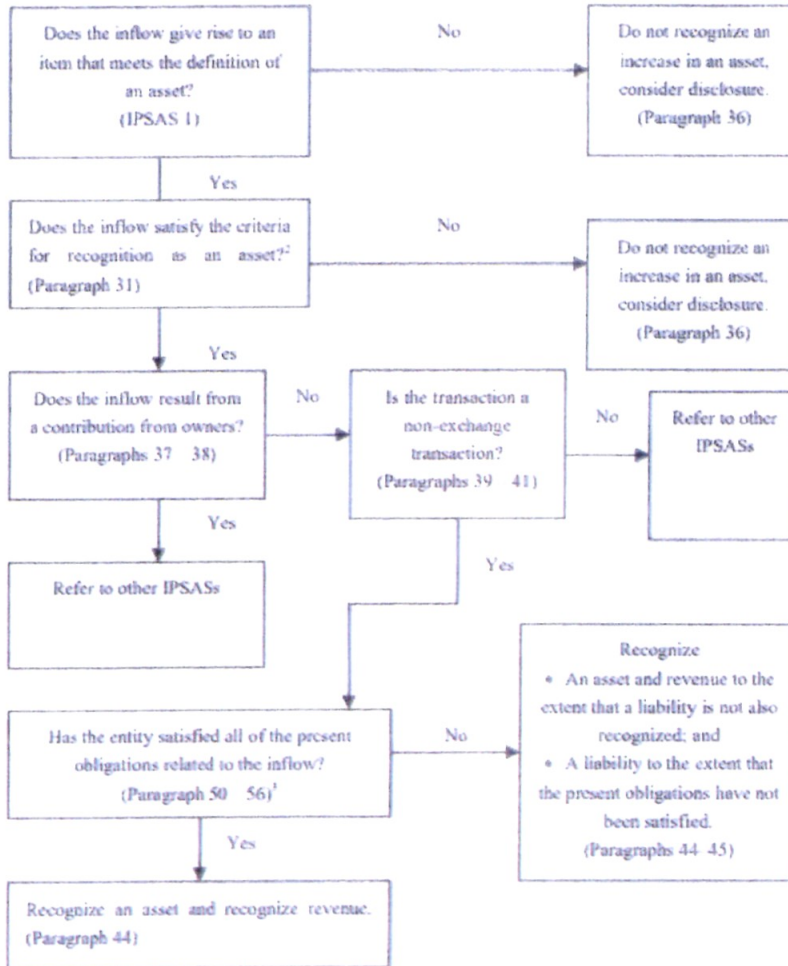 Does the inflow give rise to an
item that meets the definition of
an asset?
(IPSAS 1)
No
Do not recognize an
increase in an asset,
consider disclosure.
(Paragraph 36)
Yes
Does the inflow satisfy the criteria
for recognition as an asset?²
(Paragraph 31)
No
Do not recognize an
increase in an asset,
consider disclosure.
(Paragraph 36)
Yes
Does the inflow result from
a contribution from owners?
(Paragraphs 37 38)
No
Is the transaction a
non-exchange
transaction?
(Paragraphs 39 41)
No
Refer to other
IPSASs
Yes
Refer to other IPSASs
Yes
Has the entity satisfied all of the present
obligations related to the inflow?
(Paragraph 50 56)³
No
Recognize
• An asset and revenue to the
extent that a liability is not also
recognized; and
• A liability to the extent that
the present obligations have not
been satisfied.
(Paragraphs 44 45)
Yes
Recognize an asset and recognize revenue.
(Paragraph 44)